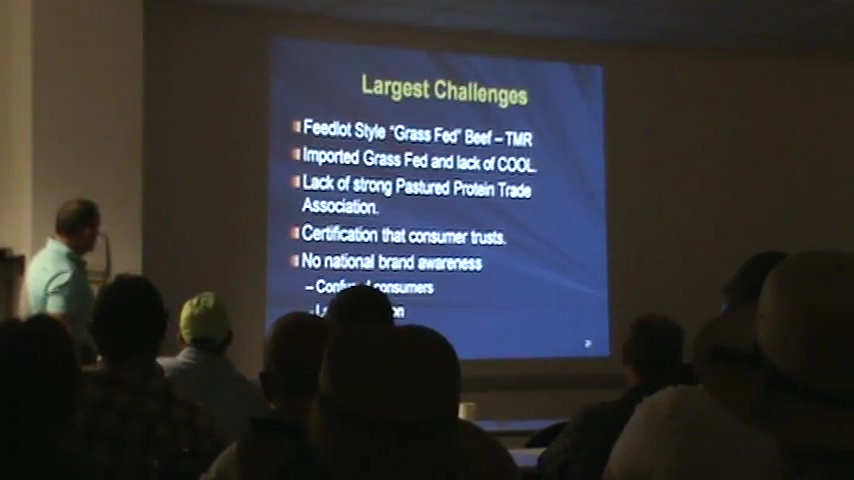 Largest Challenges
Feedlot Style "Grass Fed" Beef – TMR
Imported Grass Fed and lack of COOL.
Lack of strong Pastured Protein Trade
Association.
Certification that consumer trusts.
No national brand awareness
– consumers